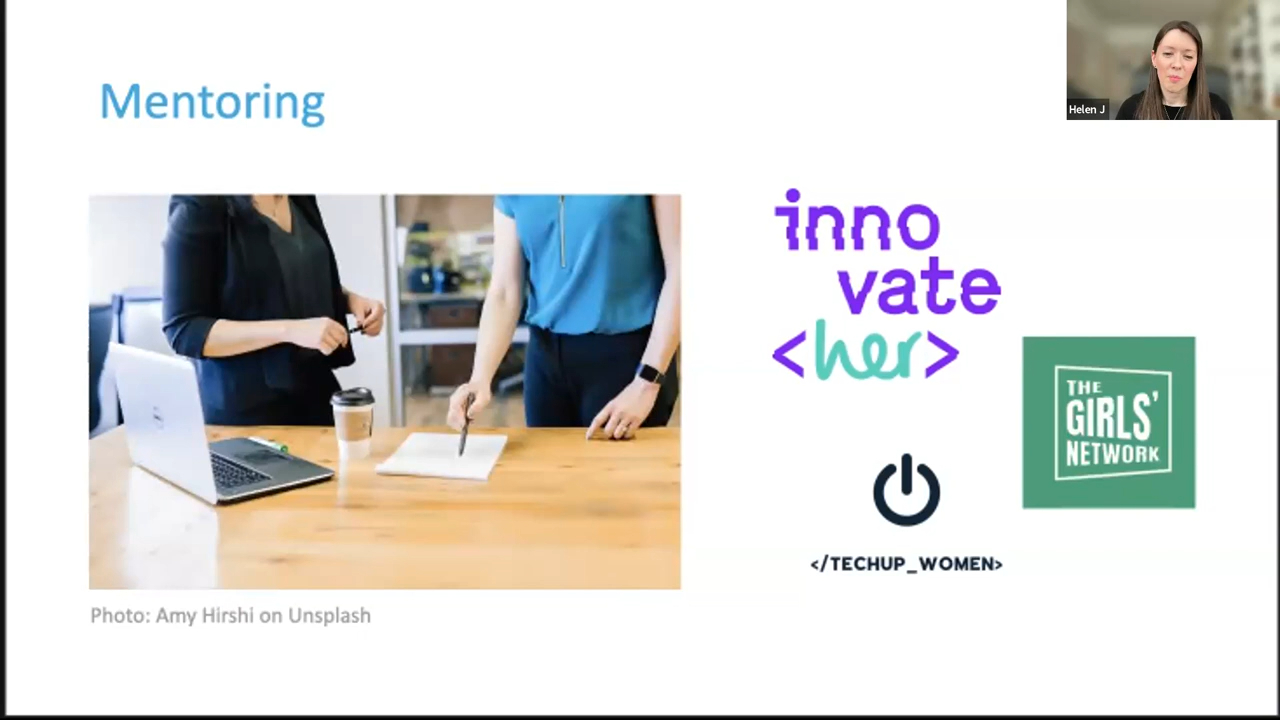 Mentoring
Helen J
inno
vate
<her>
THE
GIRLS'
NETWORK
</TECHUP_WOMEN>
Photo: Amy Hirshi on Unsplash